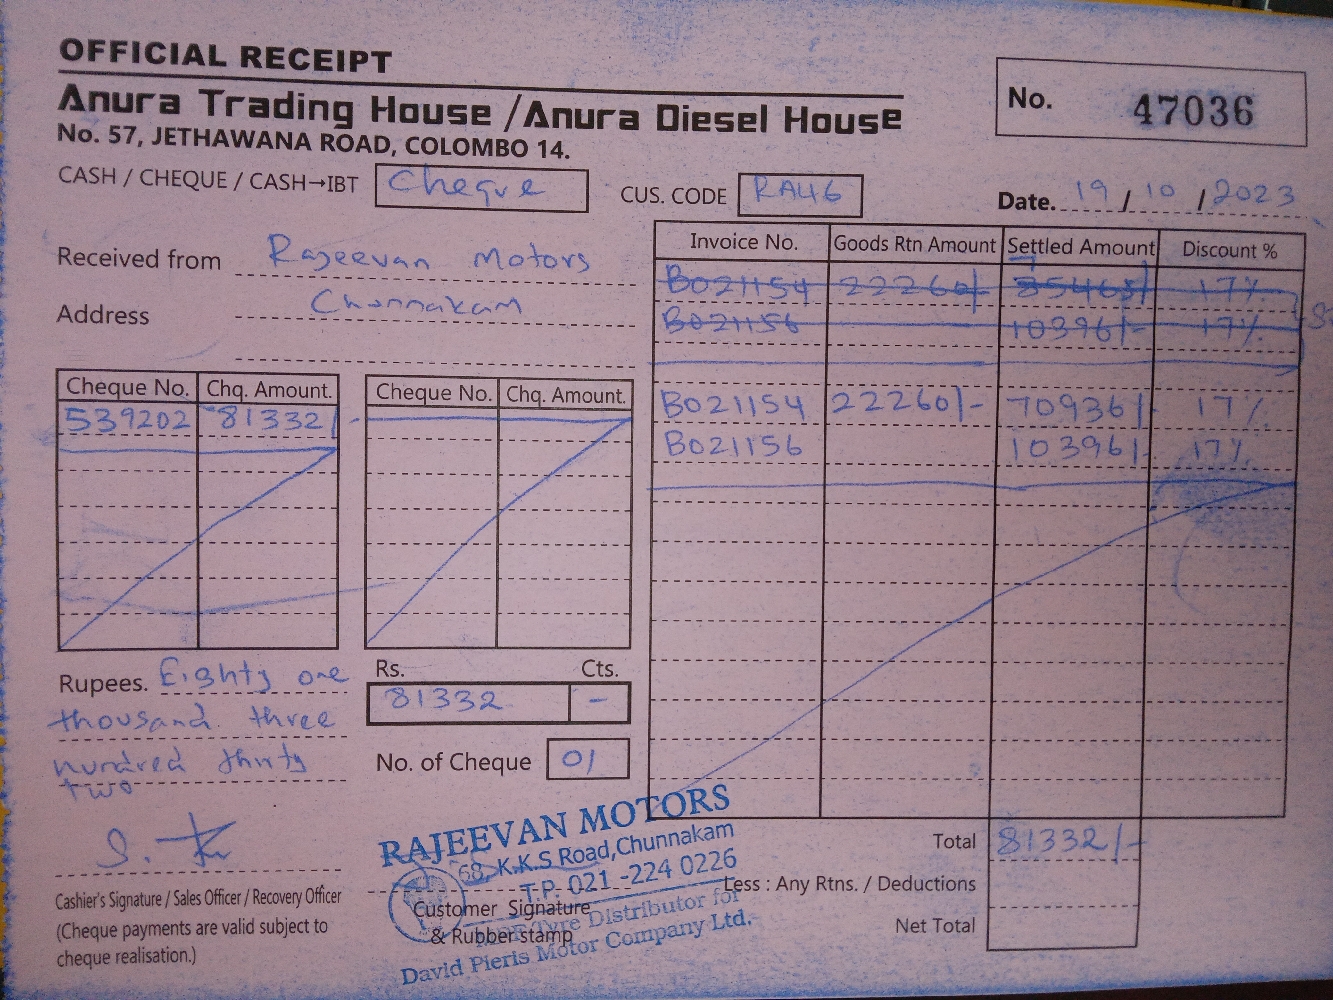 OFFICIAL RECEIPT
Anura Trading House /Anura Diesel House
No. 57, JETHAWANA ROAD, COLOMBO 14.
No. 47036
CASH / CHEQUE / CASH→IBT Cheque
CUS. CODE RA46
Date. 19 / 10 / 2023
Received from Rajeevan Motors
Address Chunnakam
Invoice No. Goods Rtn Amount Settled Amount Discount %
B021154 22260/- 17%
B021156 10396/- 17%
B021154 22260/- 70936/- 17%
B021156 10396/- 17%
Cheque No. Chq. Amount. Cheque No. Chq. Amount.
539202 81332/-
Rupees. Eighty one
thousand three
hundred thirty
two
Rs. Cts.
81332 -
No. of Cheque 01
Total 81332/-
Less : Any Rtns. / Deductions
Net Total
Cashier's Signature / Sales Officer / Recovery Officer
(Cheque payments are valid subject to
cheque realisation.)
Customer Signature
& Rubber stamp
RAJEEVAN MOTORS
68, K.K.S Road,Chunnakam
T.P. 021 -224 0226
Tyre Distributor for
David Pieris Motor Company Ltd.